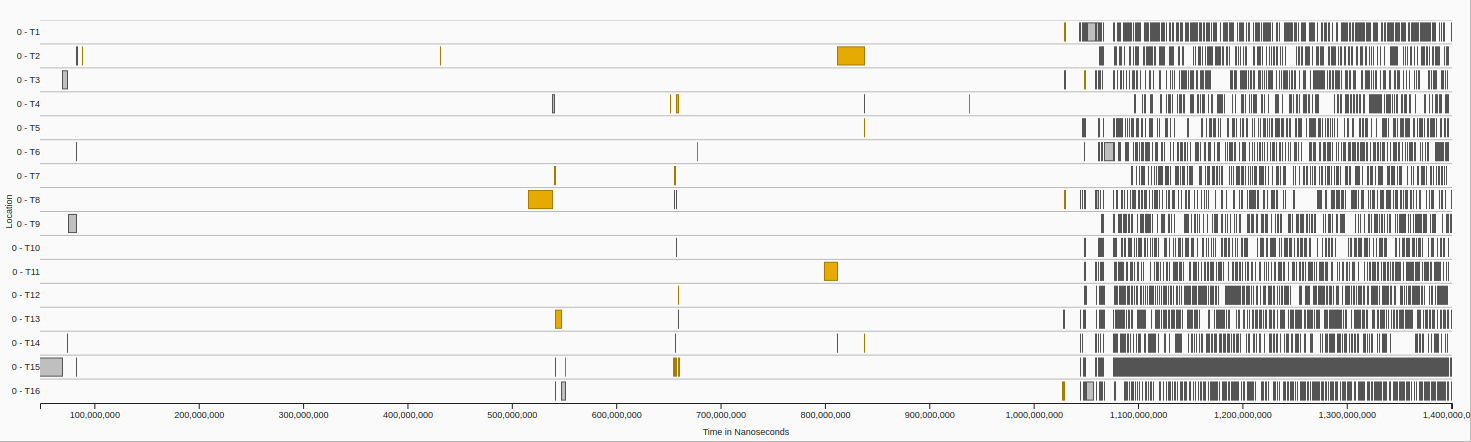 0 - T1
0 - T2
0 - T3
0 - T4
0 - T5
0 - T6
0 - T7
0 - T8
Location
0 - T9
0 - T10
0 - T11
0 - T12
0 - T13
0 - T14
0 - T15
0 - T16
100,000,000 200,000,000 300,000,000 400,000,000 500,000,000 600,000,000 700,000,000 800,000,000 900,000,000 1,000,000,000 1,100,000,000 1,200,000,000 1,300,000,000 1,400,000,0
Time in Nanoseconds